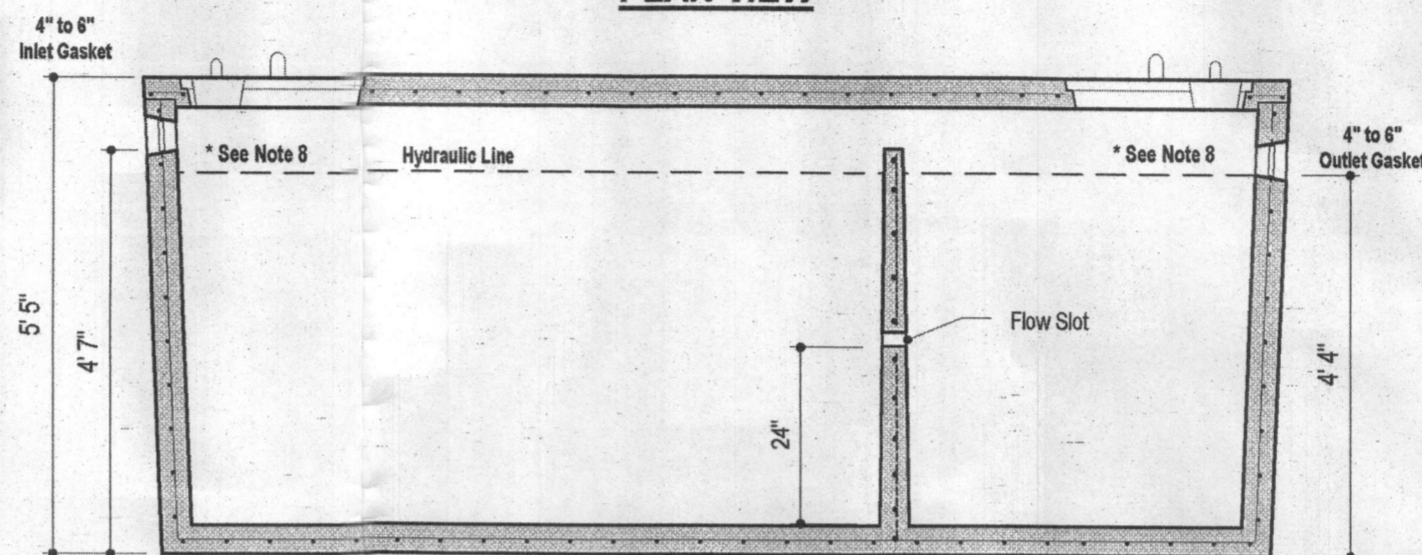 4" to 6"
Inlet Gasket
* See Note 8
Hydraulic Line
* See Note 8
4" to 6"
Outlet Gasket
5' 5"
4' 7"
Flow Slot
24"
4' 4"